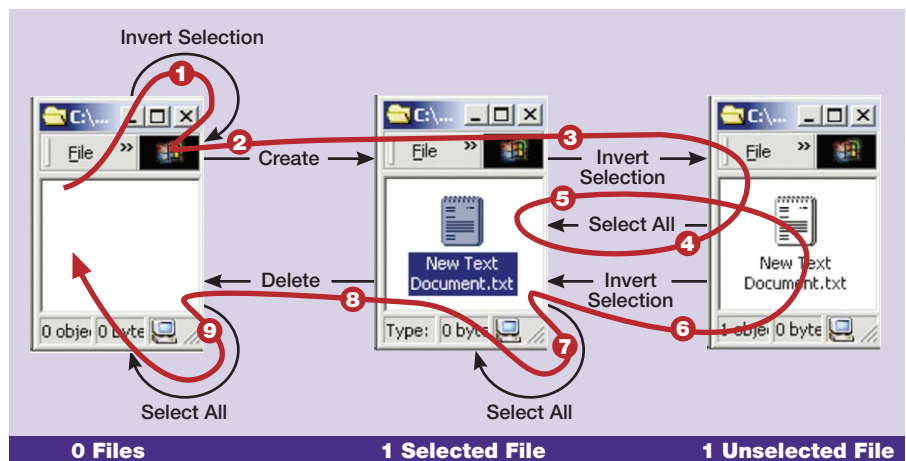 Invert Selection
1
C:\...
File »
0 obje 0 byte
2
Create
C:\...
File »
New Text
Document.txt
Type: 0 byte
3
Invert
Selection
C:\...
File »
New Text
Document.txt
1 obje 0 byte
5
Select All
4
Delete
Invert
Selection
8
6
9
7
Select All
Select All
0 Files
1 Selected File
1 Unselected File